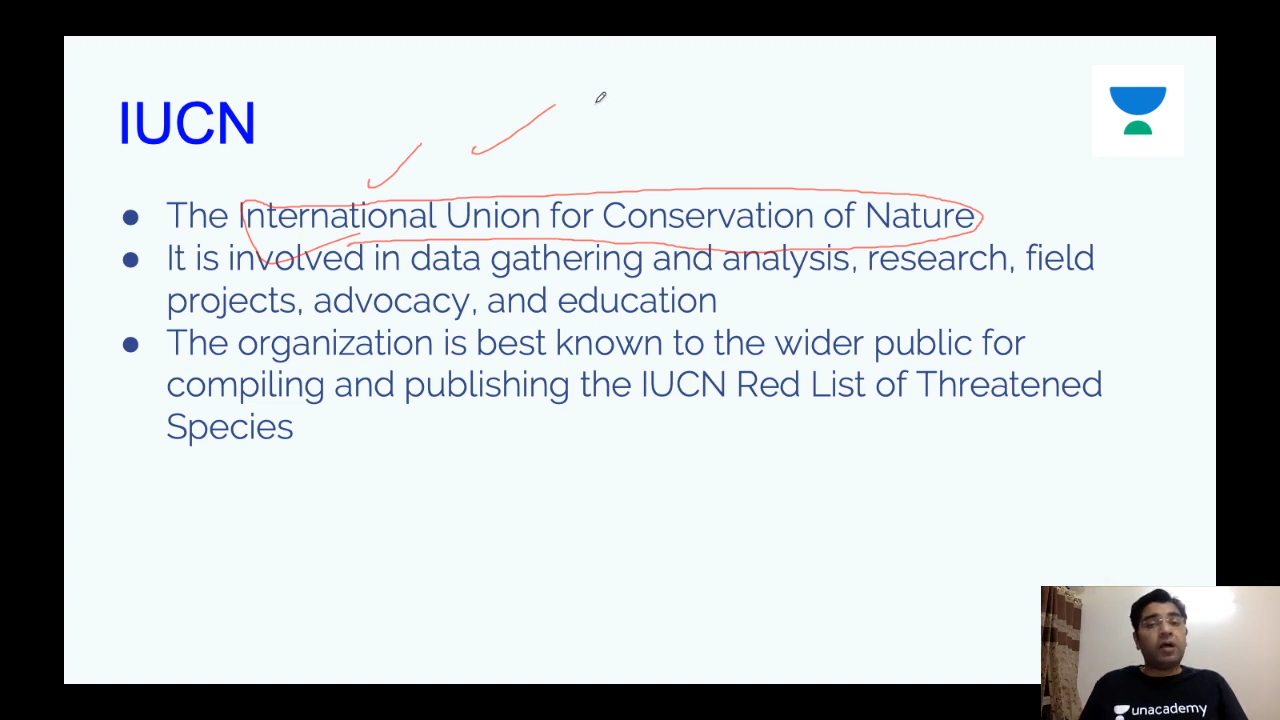 IUCN
● The International Union for Conservation of Nature
● It is involved in data gathering and analysis, research, field
projects, advocacy, and education
● The organization is best known to the wider public for
compiling and publishing the IUCN Red List of Threatened
Species
unacademy